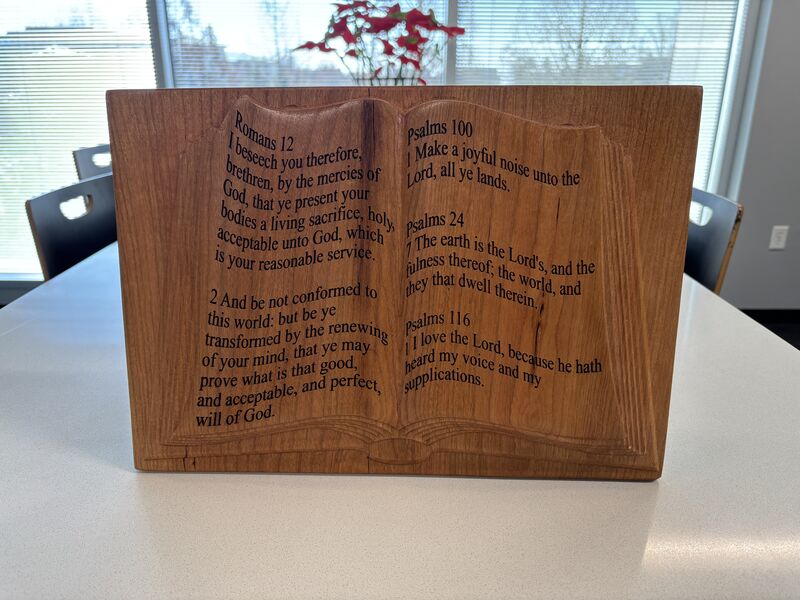 Romans 12
I beseech you therefore,
brethren, by the mercies of
God, that ye present your
bodies a living sacrifice, holy,
acceptable unto God, which
is your reasonable service.
2 And be not conformed to
this world: but be ye
transformed by the renewing
of your mind, that ye may
prove what is that good,
and acceptable, and perfect,
will of God.
Psalms 100
1 Make a joyful noise unto the
Lord, all ye lands.
Psalms 24
7 The earth is the Lord's, and the
fulness thereof; the world, and
they that dwell therein.
Psalms 116
1 I love the Lord, because he hath
heard my voice and my
supplications.